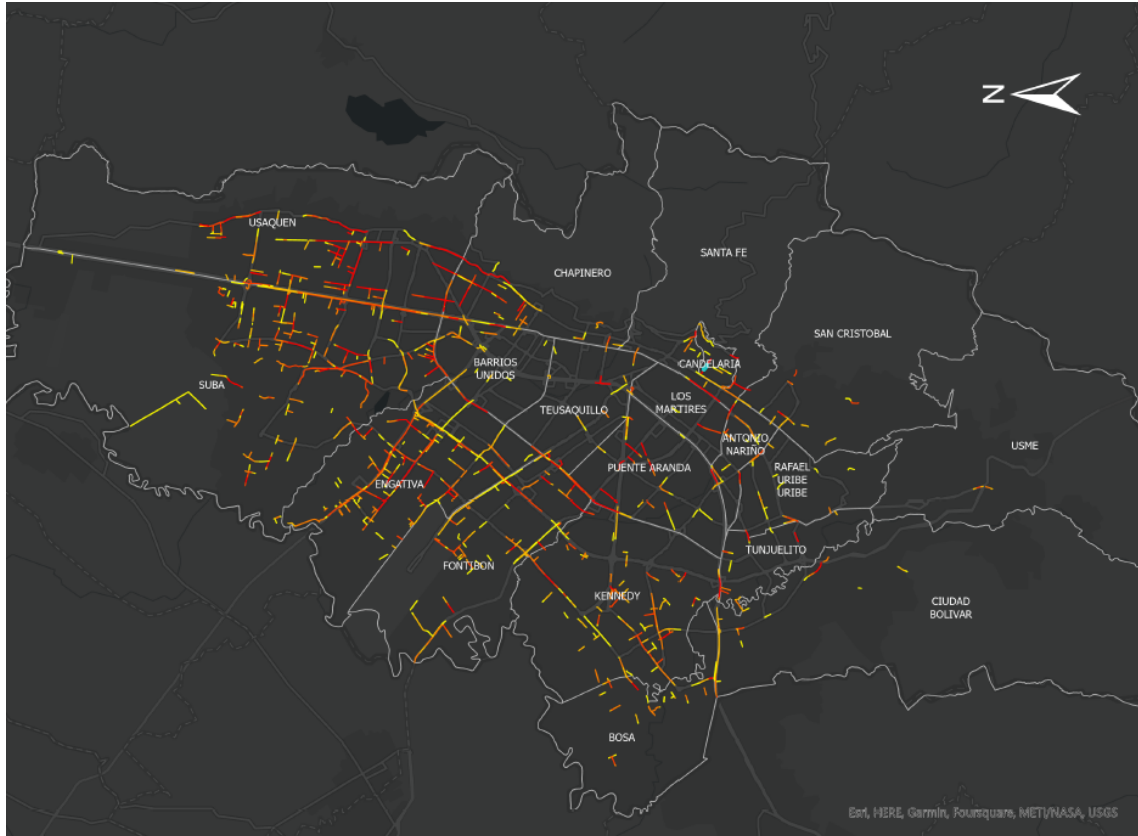 N
USAQUEN
SANTA FE
CHAPINERO
SAN CRISTOBAL
BARRIOS
UNIDOS
CANDELARIA
SUBA
LOS
MARTIRES
TEUSAQUILLO
ANTONIO
NARIÑO
USME
PUENTE ARANDA
RAFAEL
URIBE
URIBE
ENGATIVA
TUNJUELITO
FONTIBON
KENNEDY
CIUDAD
BOLIVAR
BOSA
Esri, HERE, Garmin, Foursquare, METI/NASA, USGS